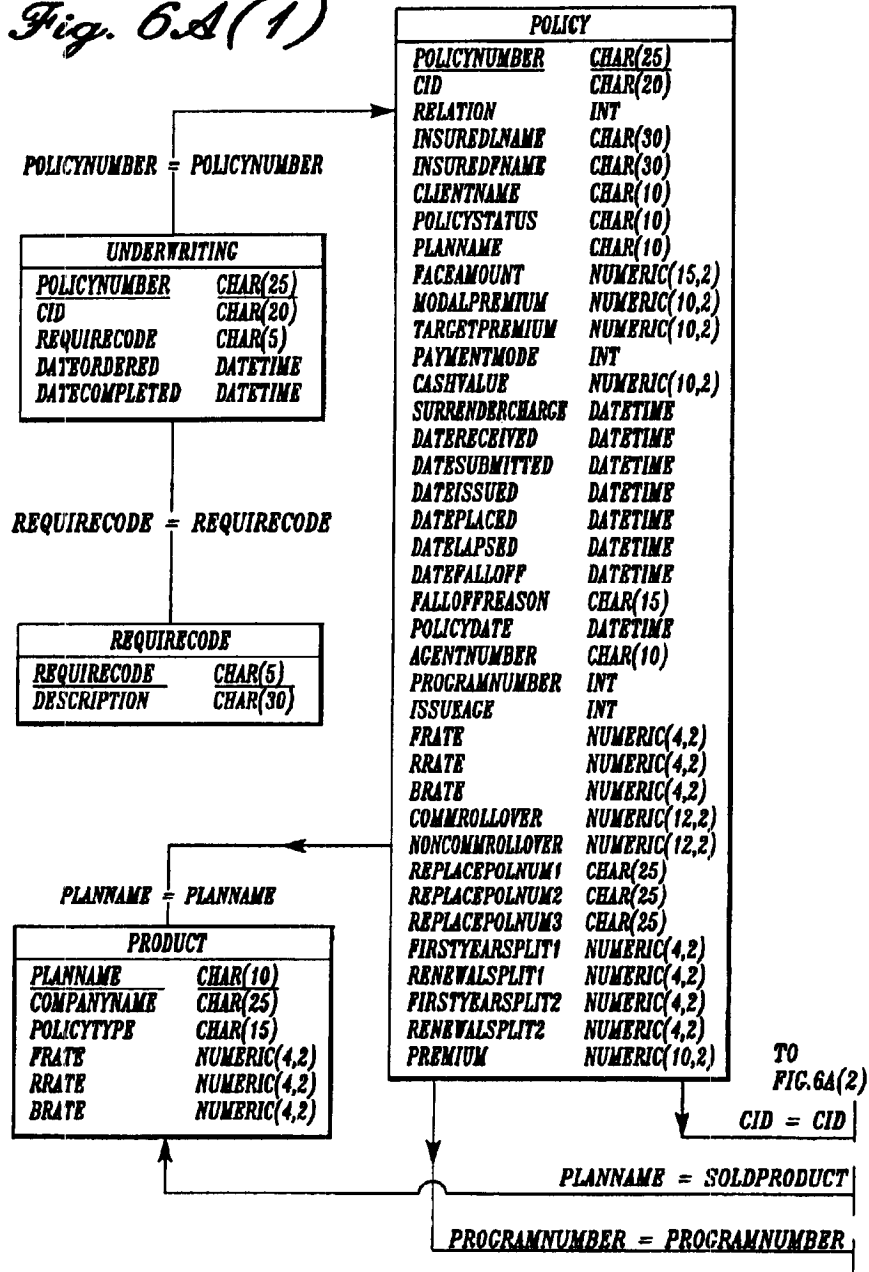 Fig. 6A(1)
POLICY
POLICYNUMBER CHAR(25)
CID CHAR(20)
RELATION INT
INSUREDLNAME CHAR(30)
INSUREDFNAME CHAR(30)
CLIENTNAME CHAR(10)
POLICYSTATUS CHAR(10)
PLANNAME CHAR(10)
FACEAMOUNT NUMERIC(15,2)
MODALPREMIUM NUMERIC(10,2)
TARGETPREMIUM NUMERIC(10,2)
PAYMENTMODE INT
CASHVALUE NUMERIC(10,2)
SURRENDERCHARGE DATETIME
DATERECEIVED DATETIME
DATESUBMITTED DATETIME
DATEISSUED DATETIME
DATEPLACED DATETIME
DATELAPSED DATETIME
DATEFALLOFF DATETIME
FALLOFFREASON CHAR(15)
POLICYDATE DATETIME
AGENTNUMBER CHAR(10)
PROGRAMNUMBER INT
ISSUEAGE INT
FRATE NUMERIC(4,2)
RRATE NUMERIC(4,2)
BRATE NUMERIC(4,2)
COMMROLLOVER NUMERIC(12,2)
NONCOMMROLLOVER NUMERIC(12,2)
REPLACEPOLNUM1 CHAR(25)
REPLACEPOLNUM2 CHAR(25)
REPLACEPOLNUM3 CHAR(25)
FIRSTYEARSPLIT1 NUMERIC(4,2)
RENEWALSPLIT1 NUMERIC(4,2)
FIRSTYEARSPLIT2 NUMERIC(4,2)
RENEWALSPLIT2 NUMERIC(4,2)
PREMIUM NUMERIC(10,2)
POLICYNUMBER = POLICYNUMBER
UNDERWRITING
POLICYNUMBER CHAR(25)
CID CHAR(20)
REQUIRECODE CHAR(5)
DATEORDERED DATETIME
DATECOMPLETED DATETIME
REQUIRECODE = REQUIRECODE
REQUIRECODE
REQUIRECODE CHAR(5)
DESCRIPTION CHAR(30)
PLANNAME = PLANNAME
PRODUCT
PLANNAME CHAR(10)
COMPANYNAME CHAR(25)
POLICYTYPE CHAR(15)
FRATE NUMERIC(4,2)
RRATE NUMERIC(4,2)
BRATE NUMERIC(4,2)
TO
FIG.6A(2)
CID = CID
PLANNAME = SOLDPRODUCT
PROGRAMNUMBER = PROGRAMNUMBER